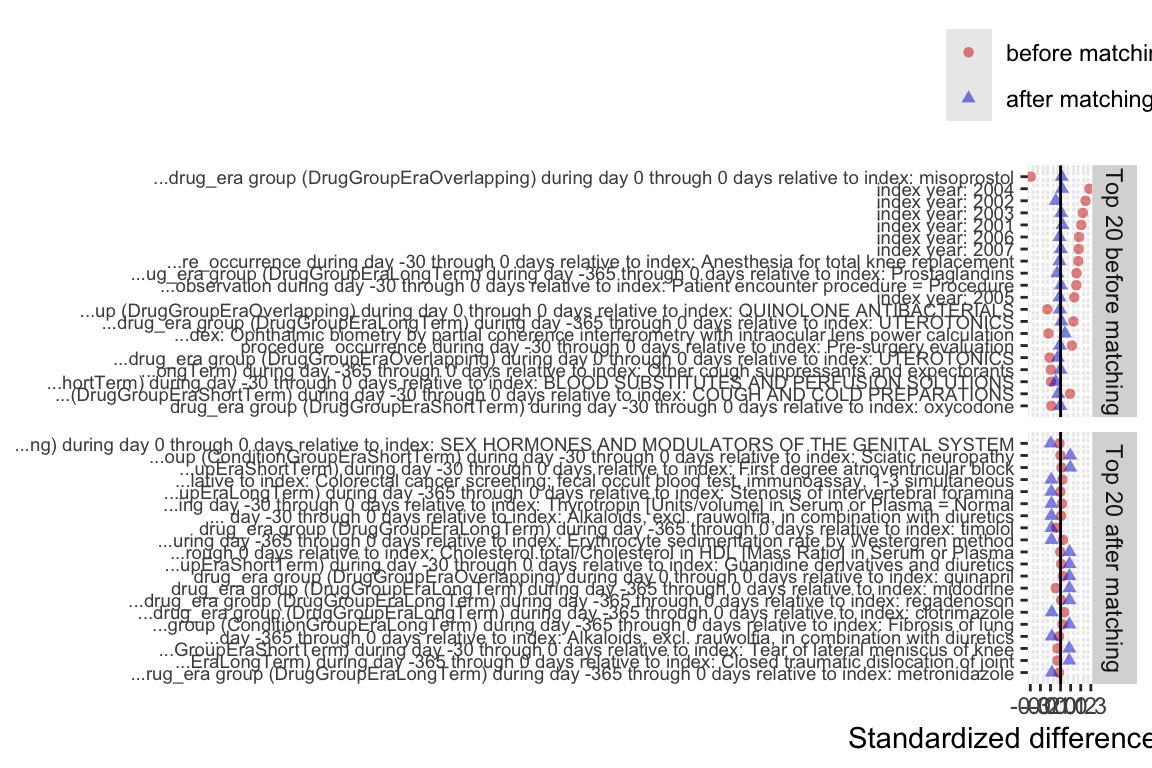 before matchin
after matching
...drug_era group (DrugGroupEraOverlapping) during day 0 through 0 days relative to index: misoprostol
index year: 2004
index year: 2002
index year: 2003
index year: 2001
index year: 2006
index year: 2007
...re_occurrence during day -30 through 0 days relative to index: Anesthesia for total knee replacement
...ug_era group (DrugGroupEraLongTerm) during day -365 through 0 days relative to index: Prostaglandins
...observation during day -30 through 0 days relative to index: Patient encounter procedure = Procedure
index year: 2005
...up (DrugGroupEraOverlapping) during day 0 through 0 days relative to index: QUINOLONE ANTIBACTERIALS
...drug_era group (DrugGroupEraLongTerm) during day -365 through 0 days relative to index: UTEROTONICS
...dex: Ophthalmic biometry by partial coherence interferometry with intraocular lens power calculation
procedure_occurrence during day -30 through 0 days relative to index: Pre-surgery evaluation
...drug_era group (DrugGroupEraOverlapping) during day 0 through 0 days relative to index: UTEROTONICS
...ongTerm) during day -365 through 0 days relative to index: Other cough suppressants and expectorants
...hortTerm) during day -30 through 0 days relative to index: BLOOD SUBSTITUTES AND PERFUSION SOLUTIONS
...(DrugGroupEraShortTerm) during day -30 through 0 days relative to index: COUGH AND COLD PREPARATIONS
drug_era group (DrugGroupEraShortTerm) during day -30 through 0 days relative to index: oxycodone
Top 20 before matching
...ng) during day 0 through 0 days relative to index: SEX HORMONES AND MODULATORS OF THE GENITAL SYSTEM
...oup (ConditionGroupEraShortTerm) during day -30 through 0 days relative to index: Sciatic neuropathy
...upEraShortTerm) during day -30 through 0 days relative to index: First degree atrioventricular block
...lative to index: Colorectal cancer screening; fecal occult blood test, immunoassay, 1-3 simultaneous
...upEraLongTerm) during day -365 through 0 days relative to index: Stenosis of intervertebral foramina
...ing day -30 through 0 days relative to index: Thyrotropin [Units/volume] in Serum or Plasma = Normal
... day -30 through 0 days relative to index: Alkaloids, excl. rauwolfia, in combination with diuretics
drug_era group (DrugGroupEraLongTerm) during day -365 through 0 days relative to index: timolol
...uring day -365 through 0 days relative to index: Erythrocyte sedimentation rate by Westergren method
...rough 0 days relative to index: Cholesterol.total/Cholesterol in HDL [Mass Ratio] in Serum or Plasma
...upEraShortTerm) during day -30 through 0 days relative to index: Guanidine derivatives and diuretics
drug_era group (DrugGroupEraOverlapping) during day 0 through 0 days relative to index: quinapril
drug_era group (DrugGroupEraLongTerm) during day -365 through 0 days relative to index: midodrine
...drug_era group (DrugGroupEraLongTerm) during day -365 through 0 days relative to index: regadenoson
...drug_era group (DrugGroupEraLongTerm) during day -365 through 0 days relative to index: clotrimazole
...group (ConditionGroupEraLongTerm) during day -365 through 0 days relative to index: Fibrosis of lung
...day -365 through 0 days relative to index: Alkaloids, excl. rauwolfia, in combination with diuretics
...GroupEraShortTerm) during day -30 through 0 days relative to index: Tear of lateral meniscus of knee
...EraLongTerm) during day -365 through 0 days relative to index: Closed traumatic dislocation of joint
...rug_era group (DrugGroupEraLongTerm) during day -365 through 0 days relative to index: metronidazole
Top 20 after matching
Standardized difference